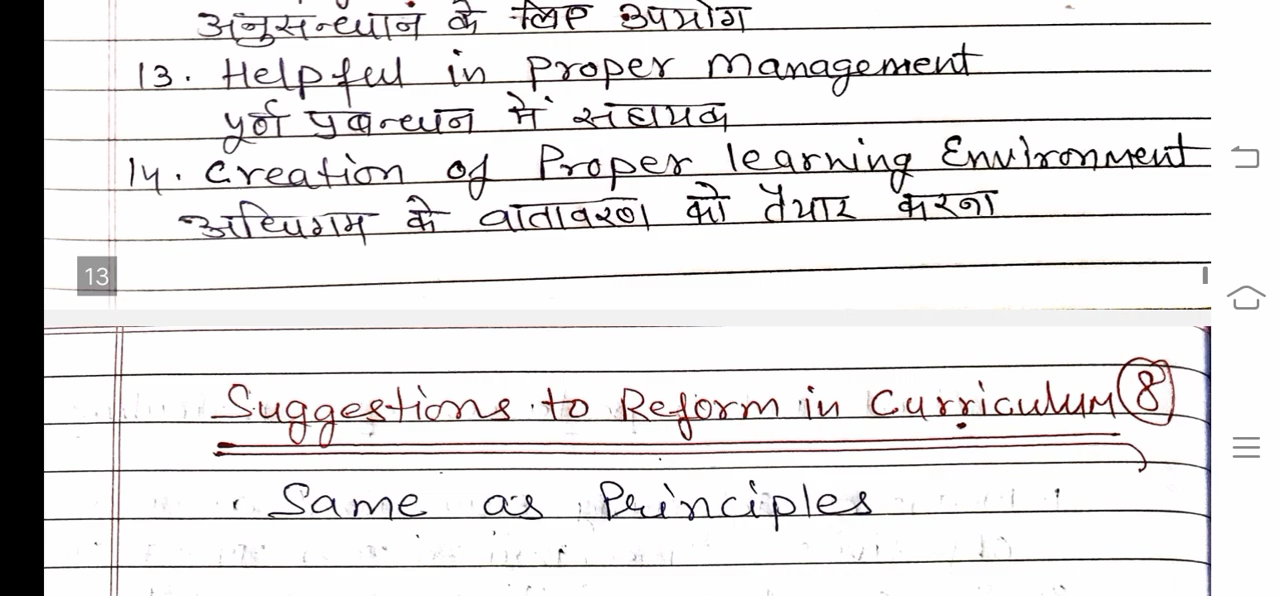 अनुसन्धान के लिए उपयोग
13. Helpful in Proper Management
पूर्ण प्रबन्धान में सहायक
14. Creation of Proper learning Environment
अधिगम के वातावरण को तैयार करना
13
Suggestions to Reform in Curriculum 8
Same as Principles